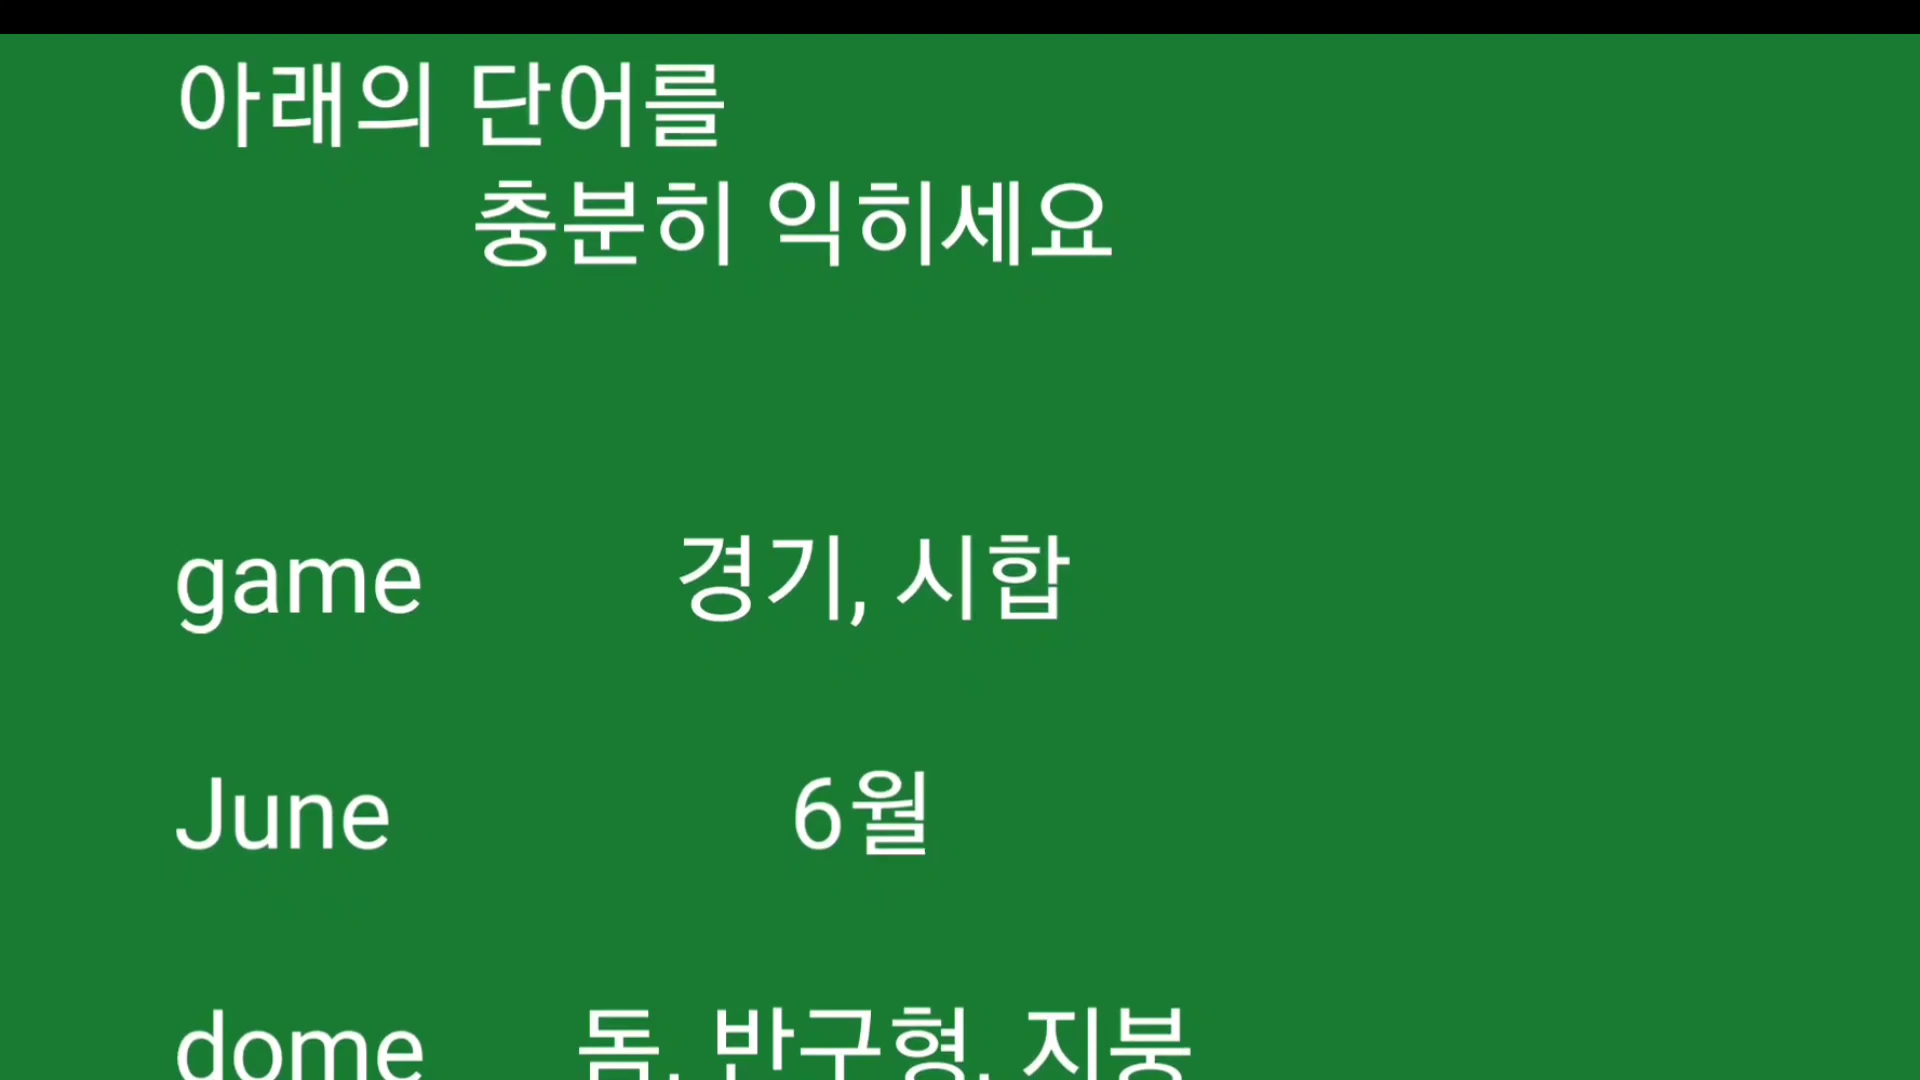 아래의 단어를
충분히 익히세요
game 경기, 시합
June 6월
dome 돔, 반구형, 지붕